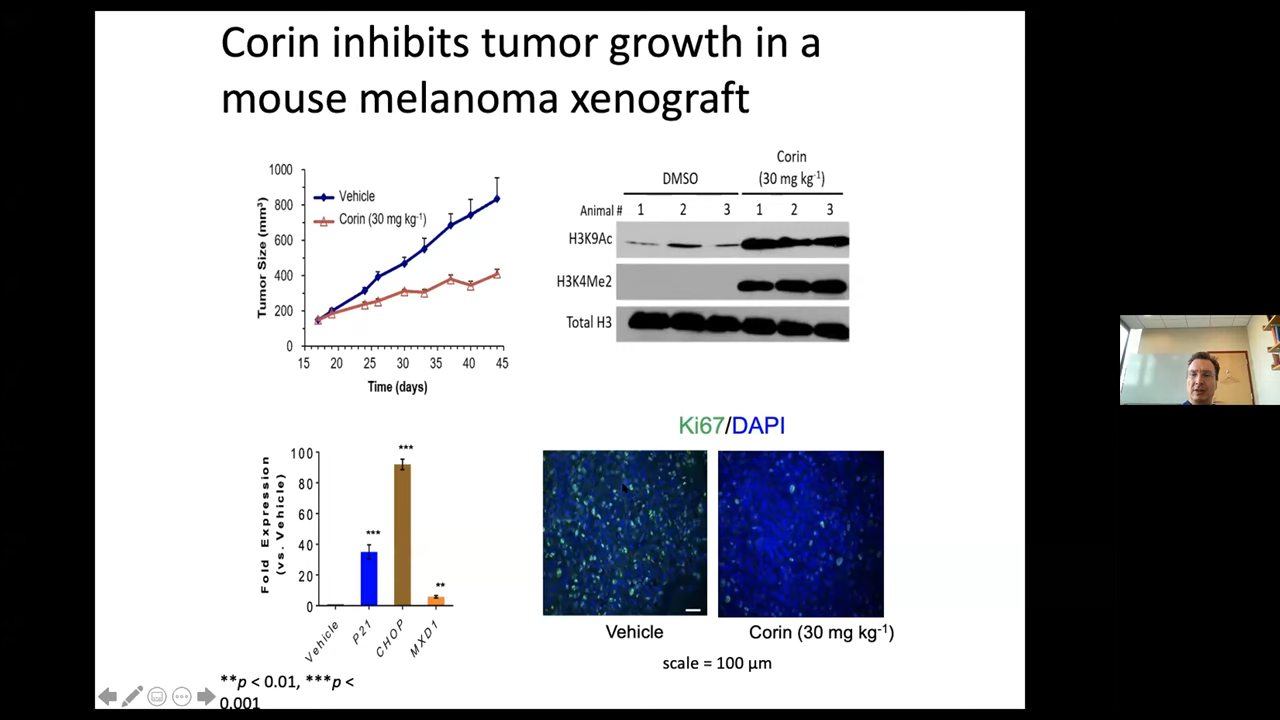 Corin inhibits tumor growth in a
mouse melanoma xenograft
1000
800
600
400
200
0
Tumor Size (mm³)
Vehicle
Corin (30 mg kg⁻¹)
15 20 25 30 35 40 45
Time (days)
Corin
DMSO (30 mg kg⁻¹)
Animal # 1 2 3 1 2 3
H3K9Ac
H3K4Me2
Total H3
100
80
60
40
20
0
Fold Expression
(vs. Vehicle)
***
***
**
Vehicle P21 CHOP MXD1
**p < 0.01, ***p <
0.001
Ki67/DAPI
Vehicle Corin (30 mg kg⁻¹)
scale = 100 µm